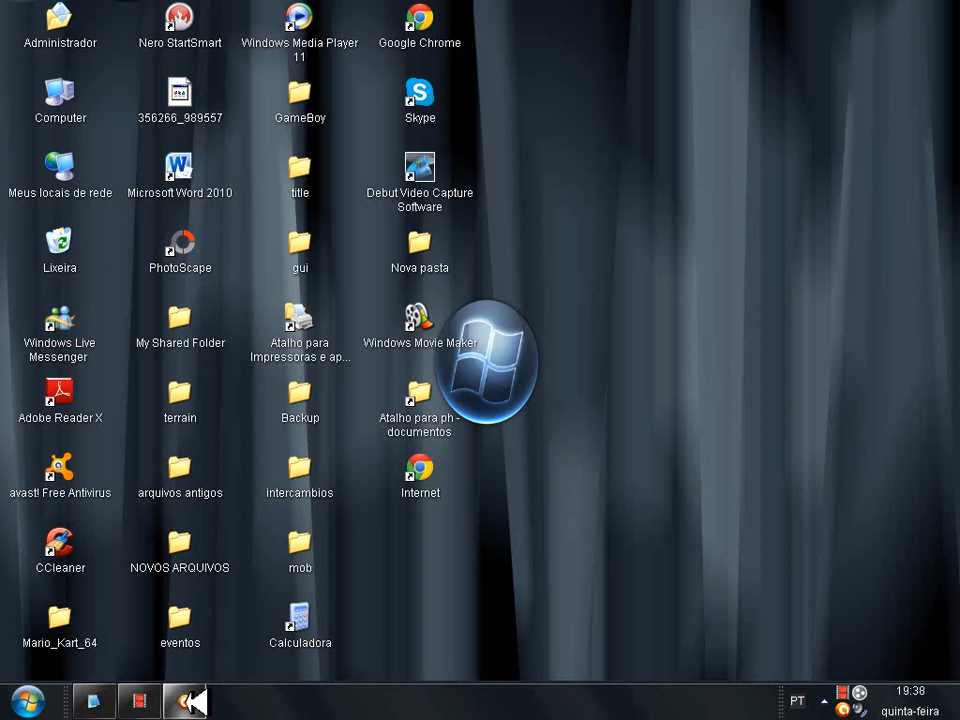 Administrador
Nero StartSmart
Windows Media Player
11
Google Chrome
Computer
356266_989557
GameBoy
Skype
Meus locais de rede
Microsoft Word 2010
title
Debut Video Capture
Software
Lixeira
PhotoScape
gui
Nova pasta
Windows Live
Messenger
My Shared Folder
Atalho para
Impressoras e ap...
Windows Movie Maker
Adobe Reader X
terrain
Backup
Atalho para ph -
documentos
avast! Free Antivirus
arquivos antigos
intercambios
Internet
CCleaner
NOVOS ARQUIVOS
mob
Mario_Kart_64
eventos
Calculadora
PT
19:38
quinta-feira